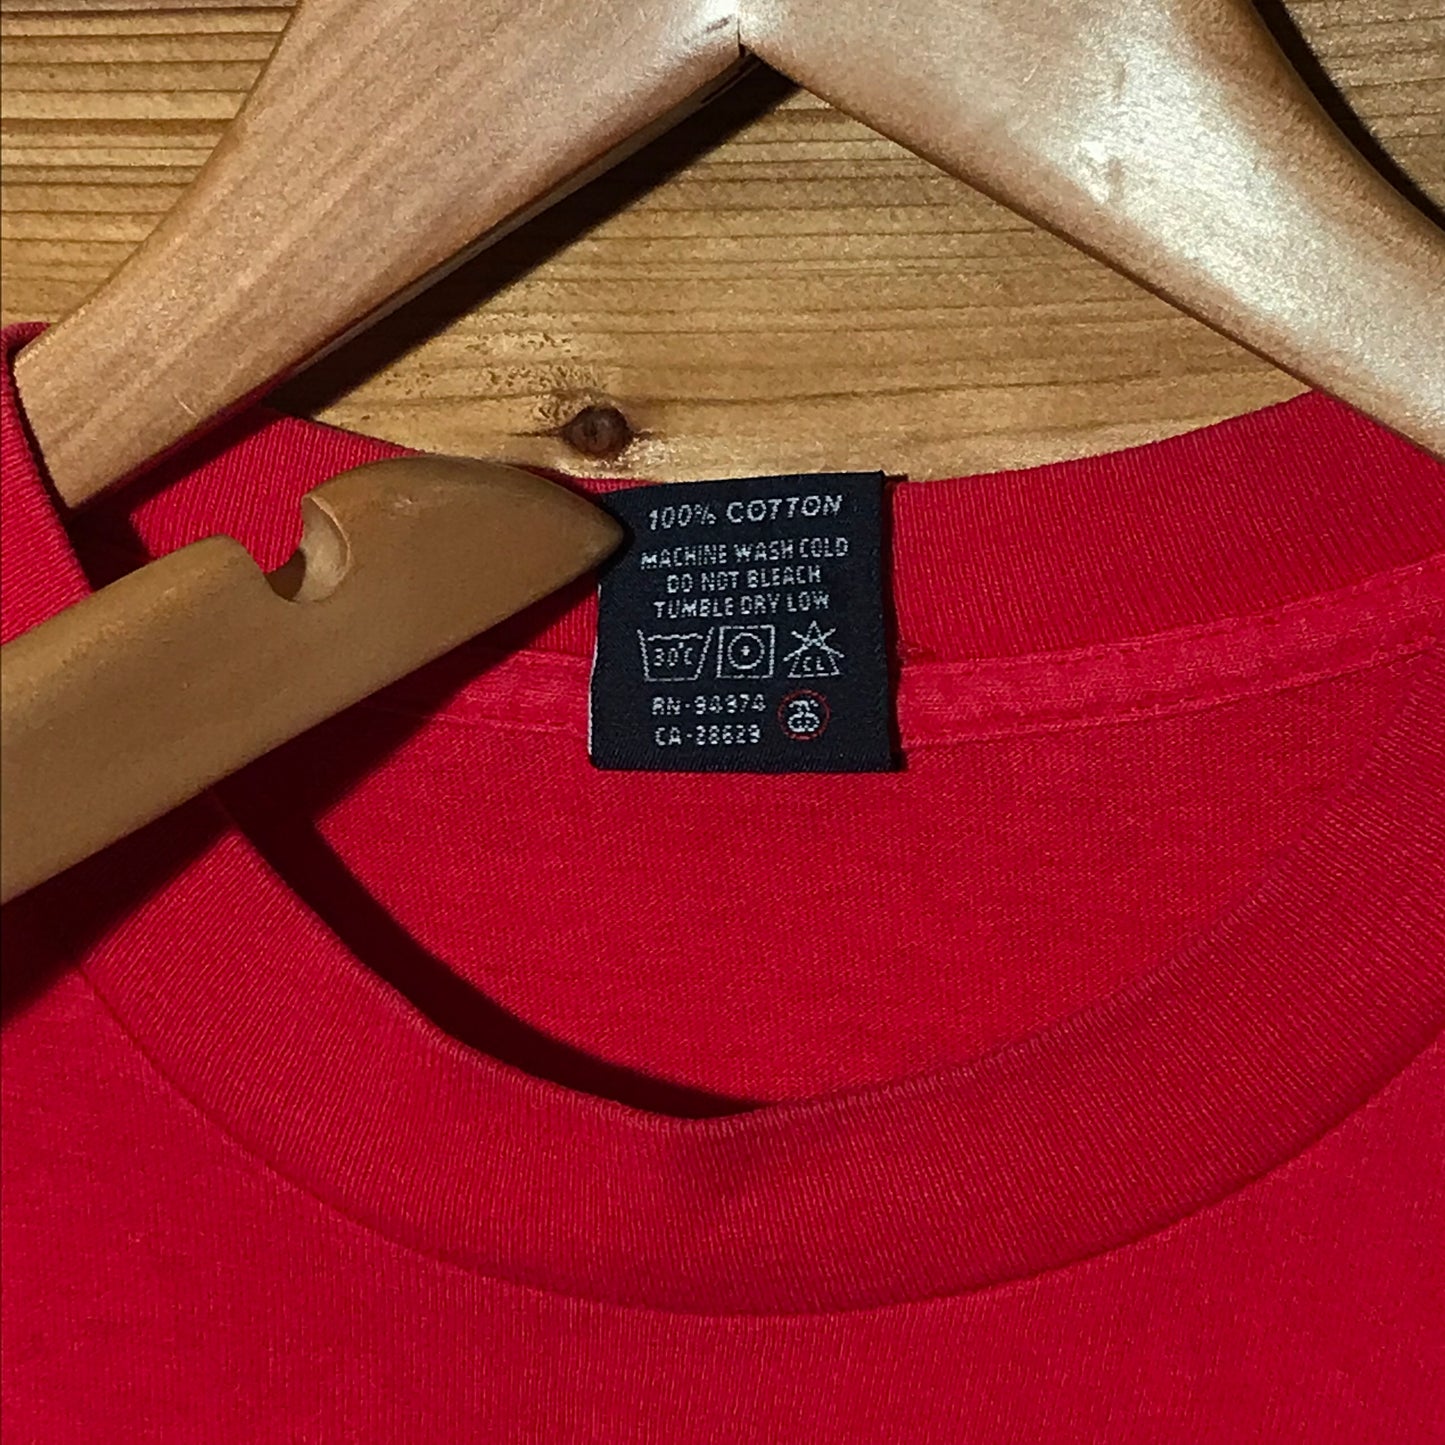 100% COTTON
MACHINE WASH COLD
DO NOT BLEACH
TUMBLE DRY LOW
30°C CL
RN-94974
CA-28629